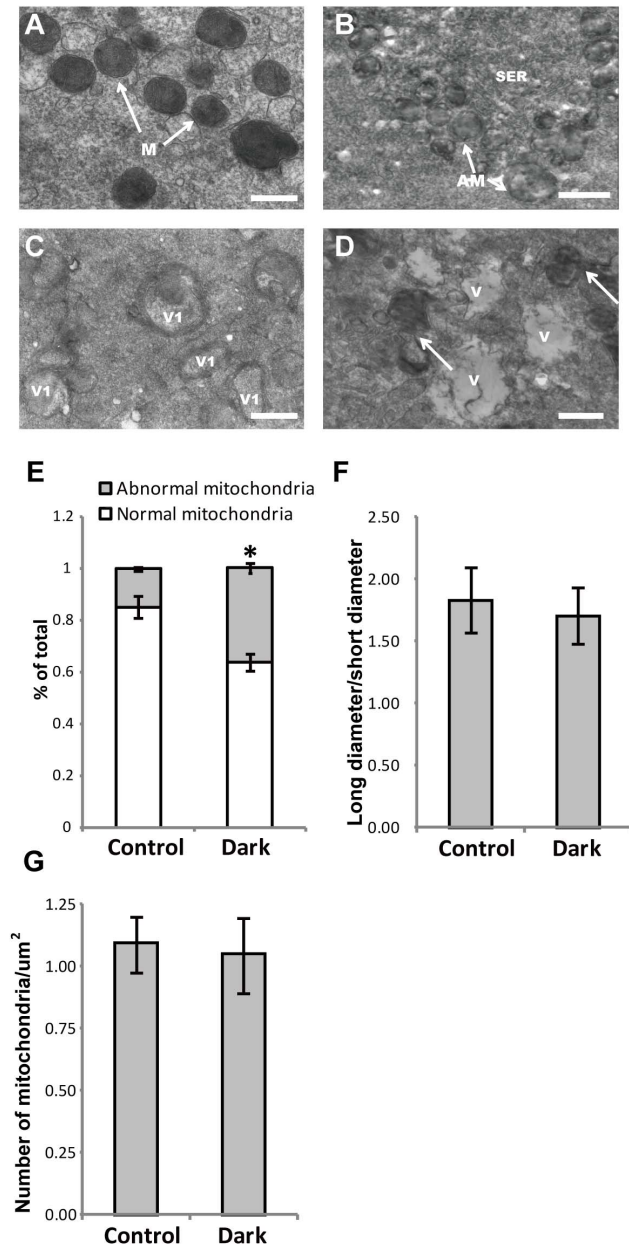 A
M
B
SER
AM
C
V1
V1
V1
V1
D
V
V
V
E
Abnormal mitochondria
Normal mitochondria
*
% of total
1.2
1
0.8
0.6
0.4
0.2
0
Control Dark
F
Long diameter/short diameter
2.50
2.00
1.50
1.00
0.50
0.00
Control Dark
G
Number of mitochondria/um²
1.25
1.00
0.75
0.50
0.25
0.00
Control Dark